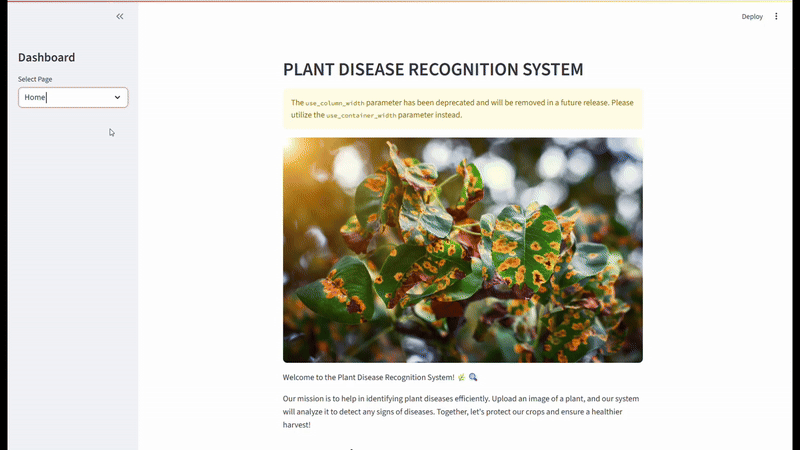 Deploy
Dashboard
Select Page
Home
PLANT DISEASE RECOGNITION SYSTEM
The use_column_width parameter has been deprecated and will be removed in a future release. Please
utilize the use_container_width parameter instead.
Welcome to the Plant Disease Recognition System! 🌿 🔍
Our mission is to help in identifying plant diseases efficiently. Upload an image of a plant, and our system
will analyze it to detect any signs of diseases. Together, let's protect our crops and ensure a healthier
harvest!